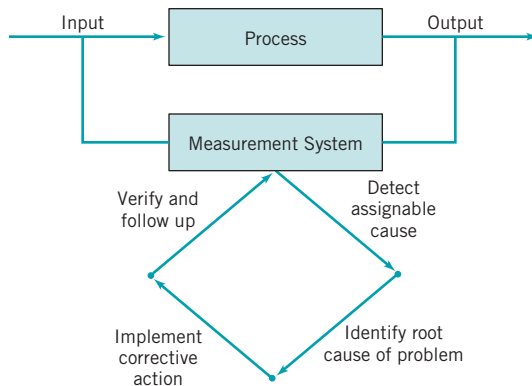 Input
Output
Process
Measurement System
Verify and
follow up
Detect
assignable
cause
Implement
corrective
action
Identify root
cause of problem